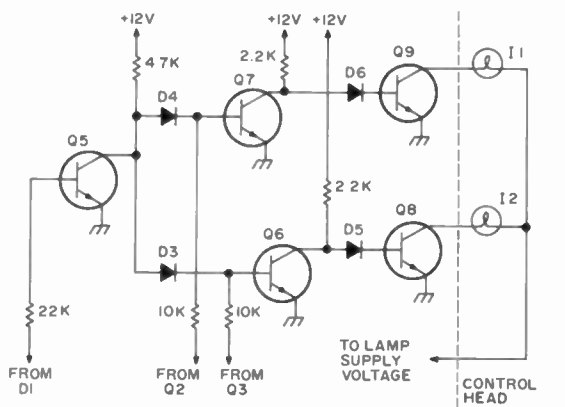 +12V
+12V
+12V
4.7K
2.2K
Q9
I1
Q7
D6
D4
Q5
2.2K
Q8
I2
Q6
D5
D3
22K
10K
10K
TO LAMP
SUPPLY
VOLTAGE
FROM
D1
FROM
Q2
FROM
Q3
CONTROL
HEAD